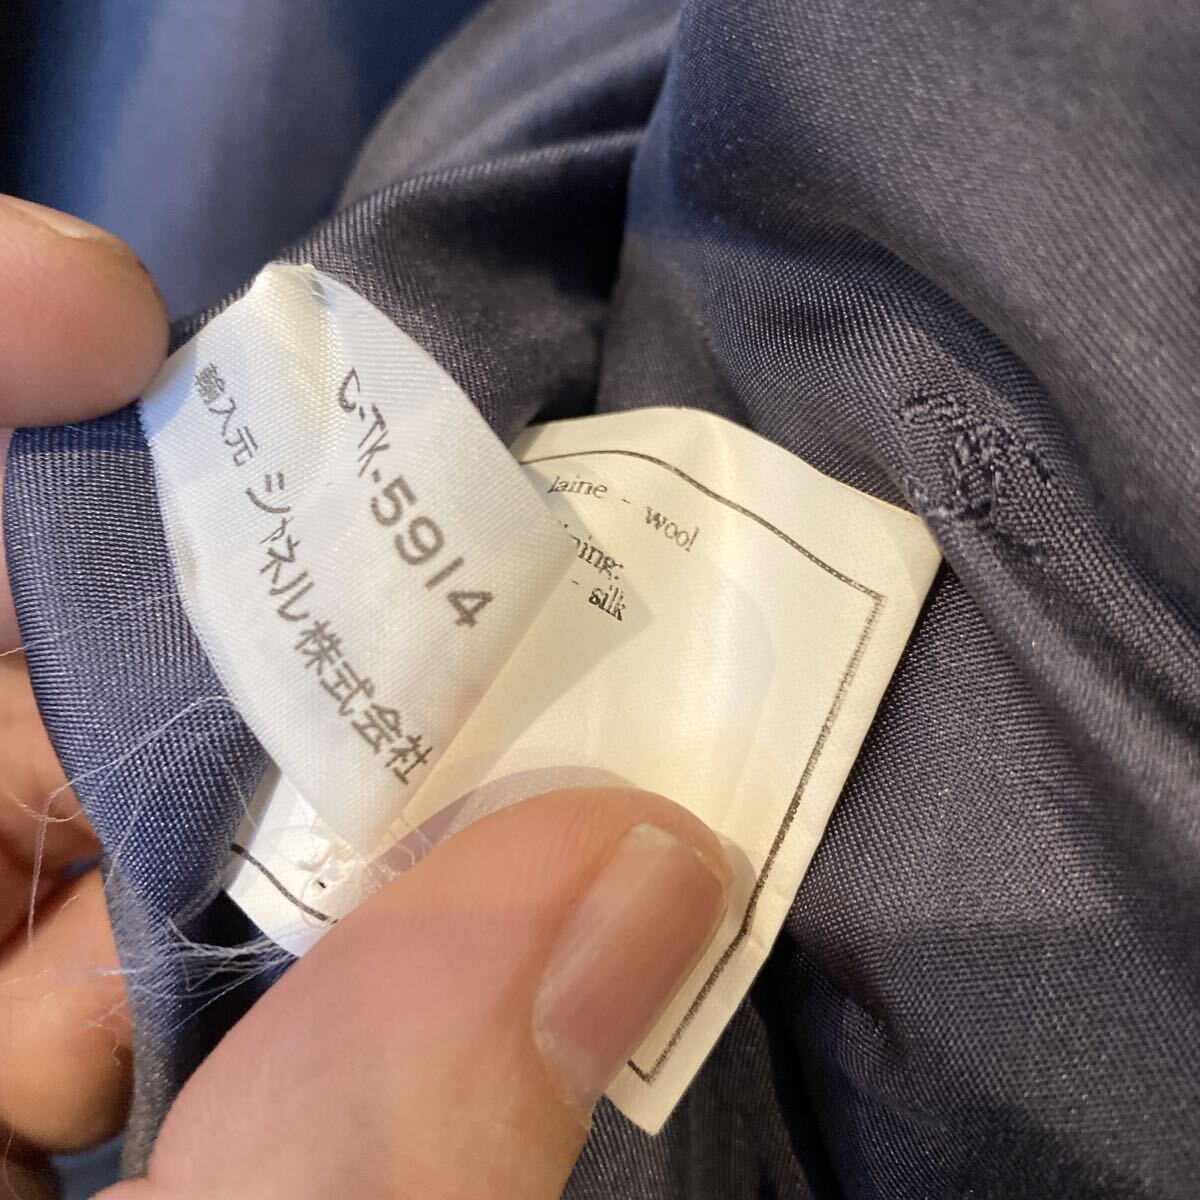 C-TK-5914
輸入元 シャネル株式会社
laine - wool
ning:
- silk